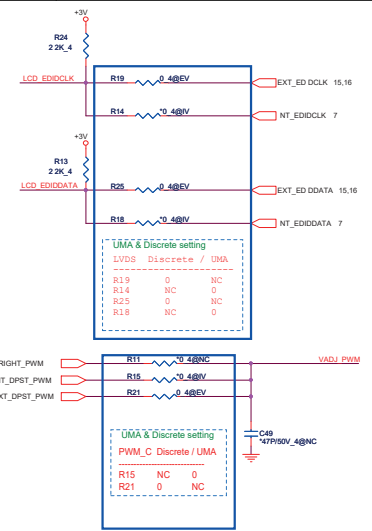 +3V
R24
2 2K_4
LCD_EDIDCLK
R19 0_4@EV
EXT_ED DCLK 15,16
R14 *0_4@IV
NT_EDIDCLK 7
+3V
R13
2 2K_4
LCD_EDIDDATA
R25 0_4@EV
EXT_ED DDATA 15,16
R18 *0_4@IV
NT_EDIDDATA 7
UMA & Discrete setting
LVDS Discrete / UMA
R19 0 NC
R14 NC 0
R25 0 NC
R18 NC 0
RIGHT_PWM
R11 *0_4@NC
VADJ_PWM
T_DPST_PWM
R15 *0_4@IV
XT_DPST_PWM
R21 0_4@EV
C49
*47P/50V_4@NC
UMA & Discrete setting
PWM_C Discrete / UMA
R15 NC 0
R21 0 NC